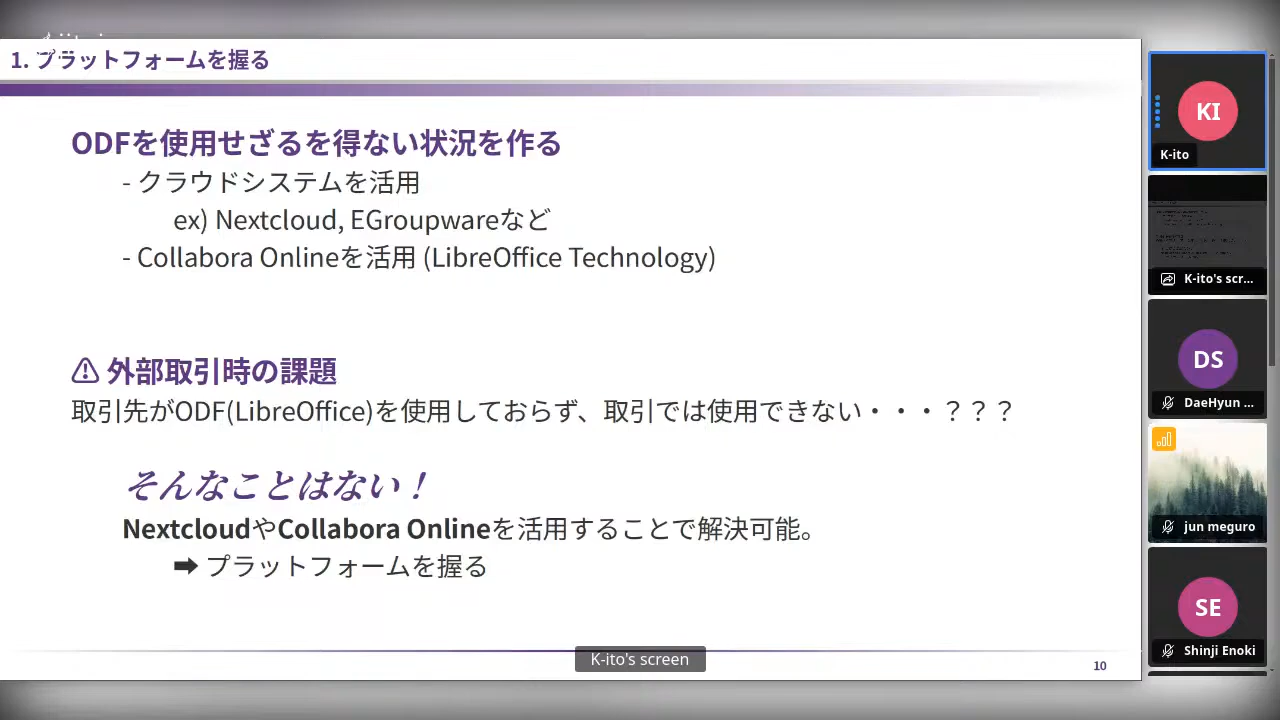 1. プラットフォームを握る
ODFを使用せざるを得ない状況を作る
- クラウドシステムを活用
ex) Nextcloud, EGroupwareなど
- Collabora Onlineを活用 (LibreOffice Technology)
⚠ 外部取引時の課題
取引先がODF(LibreOffice)を使用しておらず、取引では使用できない・・・？？？
そんなことはない！
NextcloudやCollabora Onlineを活用することで解決可能。
➡ プラットフォームを握る
K-ito's screen
10
KI
K-ito
K-ito's scr...
DS
DaeHyun ...
jun meguro
SE
Shinji Enoki